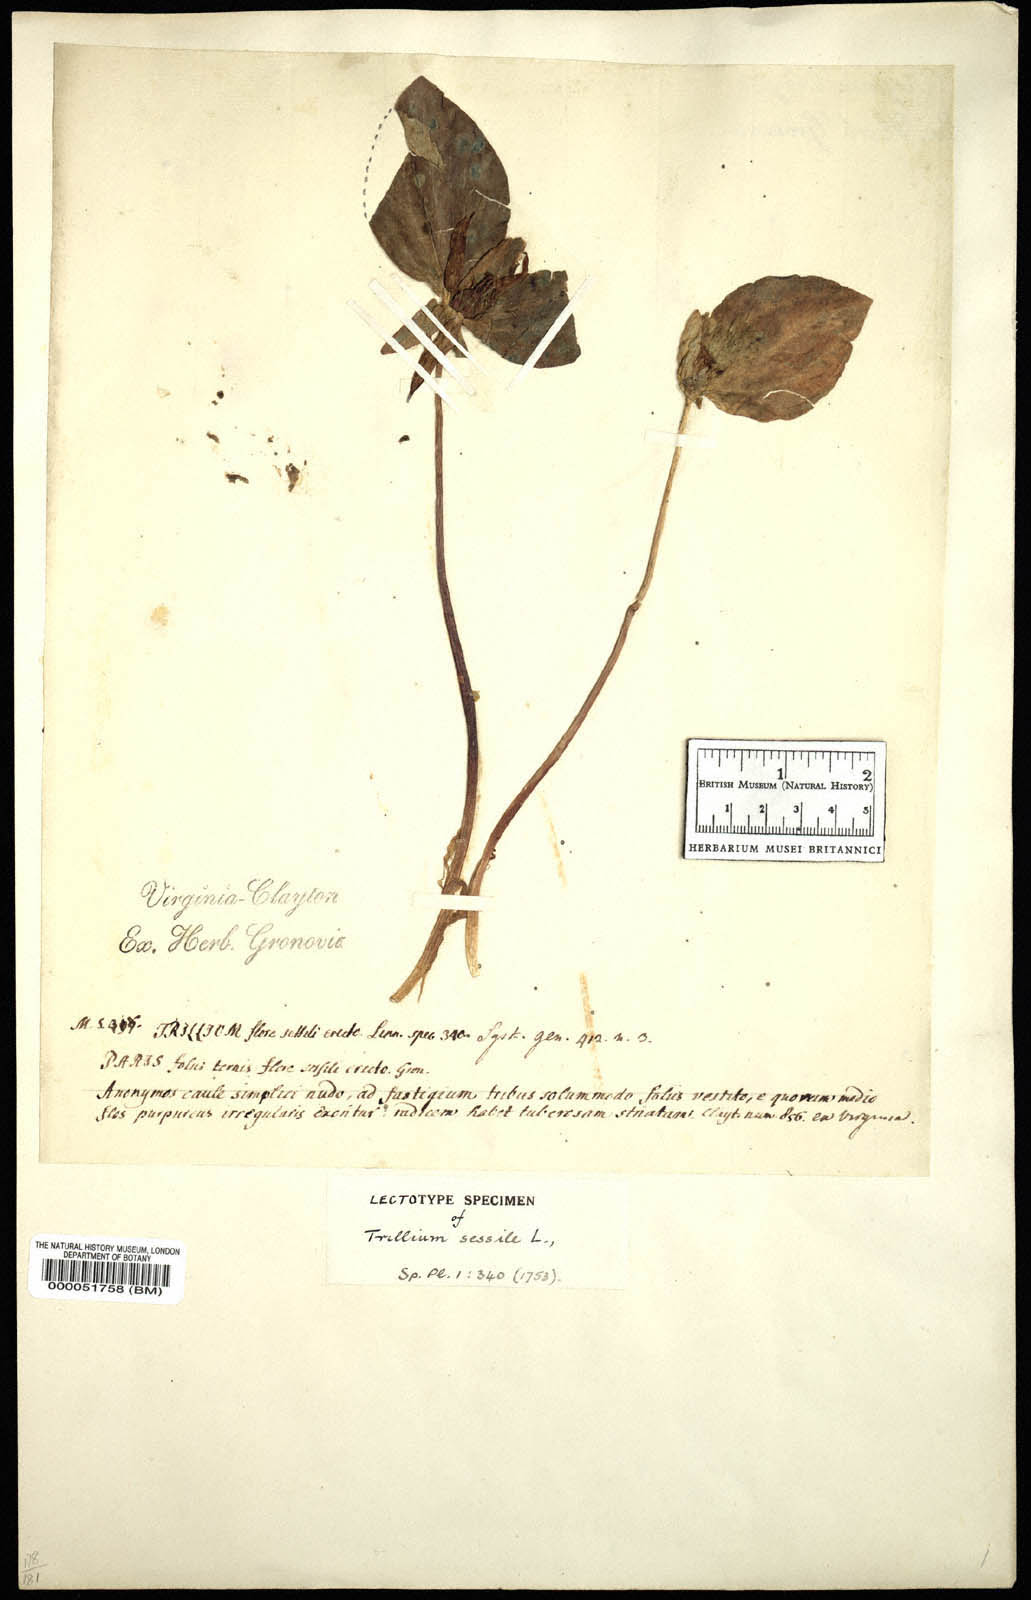 1 2
BRITISH MUSEUM (NATURAL HISTORY)
1 2 3 4 5
HERBARIUM MUSEI BRITANNICI
Virginia-Clayton
Ex. Herb. Gronovii
TRILLIUM flore sessili erecto. Linn. spec. 340. Syst. gen. 412. n. 3.
PARIS foliis ternis flore sessili erecto. Gron.
Anonymos caule simplici nudo, ad fastigium tribus solummodo foliis vestito, e quorum medio
flos purpureus irregularis exoritur: radicem habet tuberosam striatam. Clayt. num. 856. ex Virginia.
LECTOTYPE SPECIMEN
of
Trillium sessile L.,
Sp. Pl. 1: 340 (1753).
THE NATURAL HISTORY MUSEUM, LONDON
DEPARTMENT OF BOTANY
000051758 (BM)
178
181
1